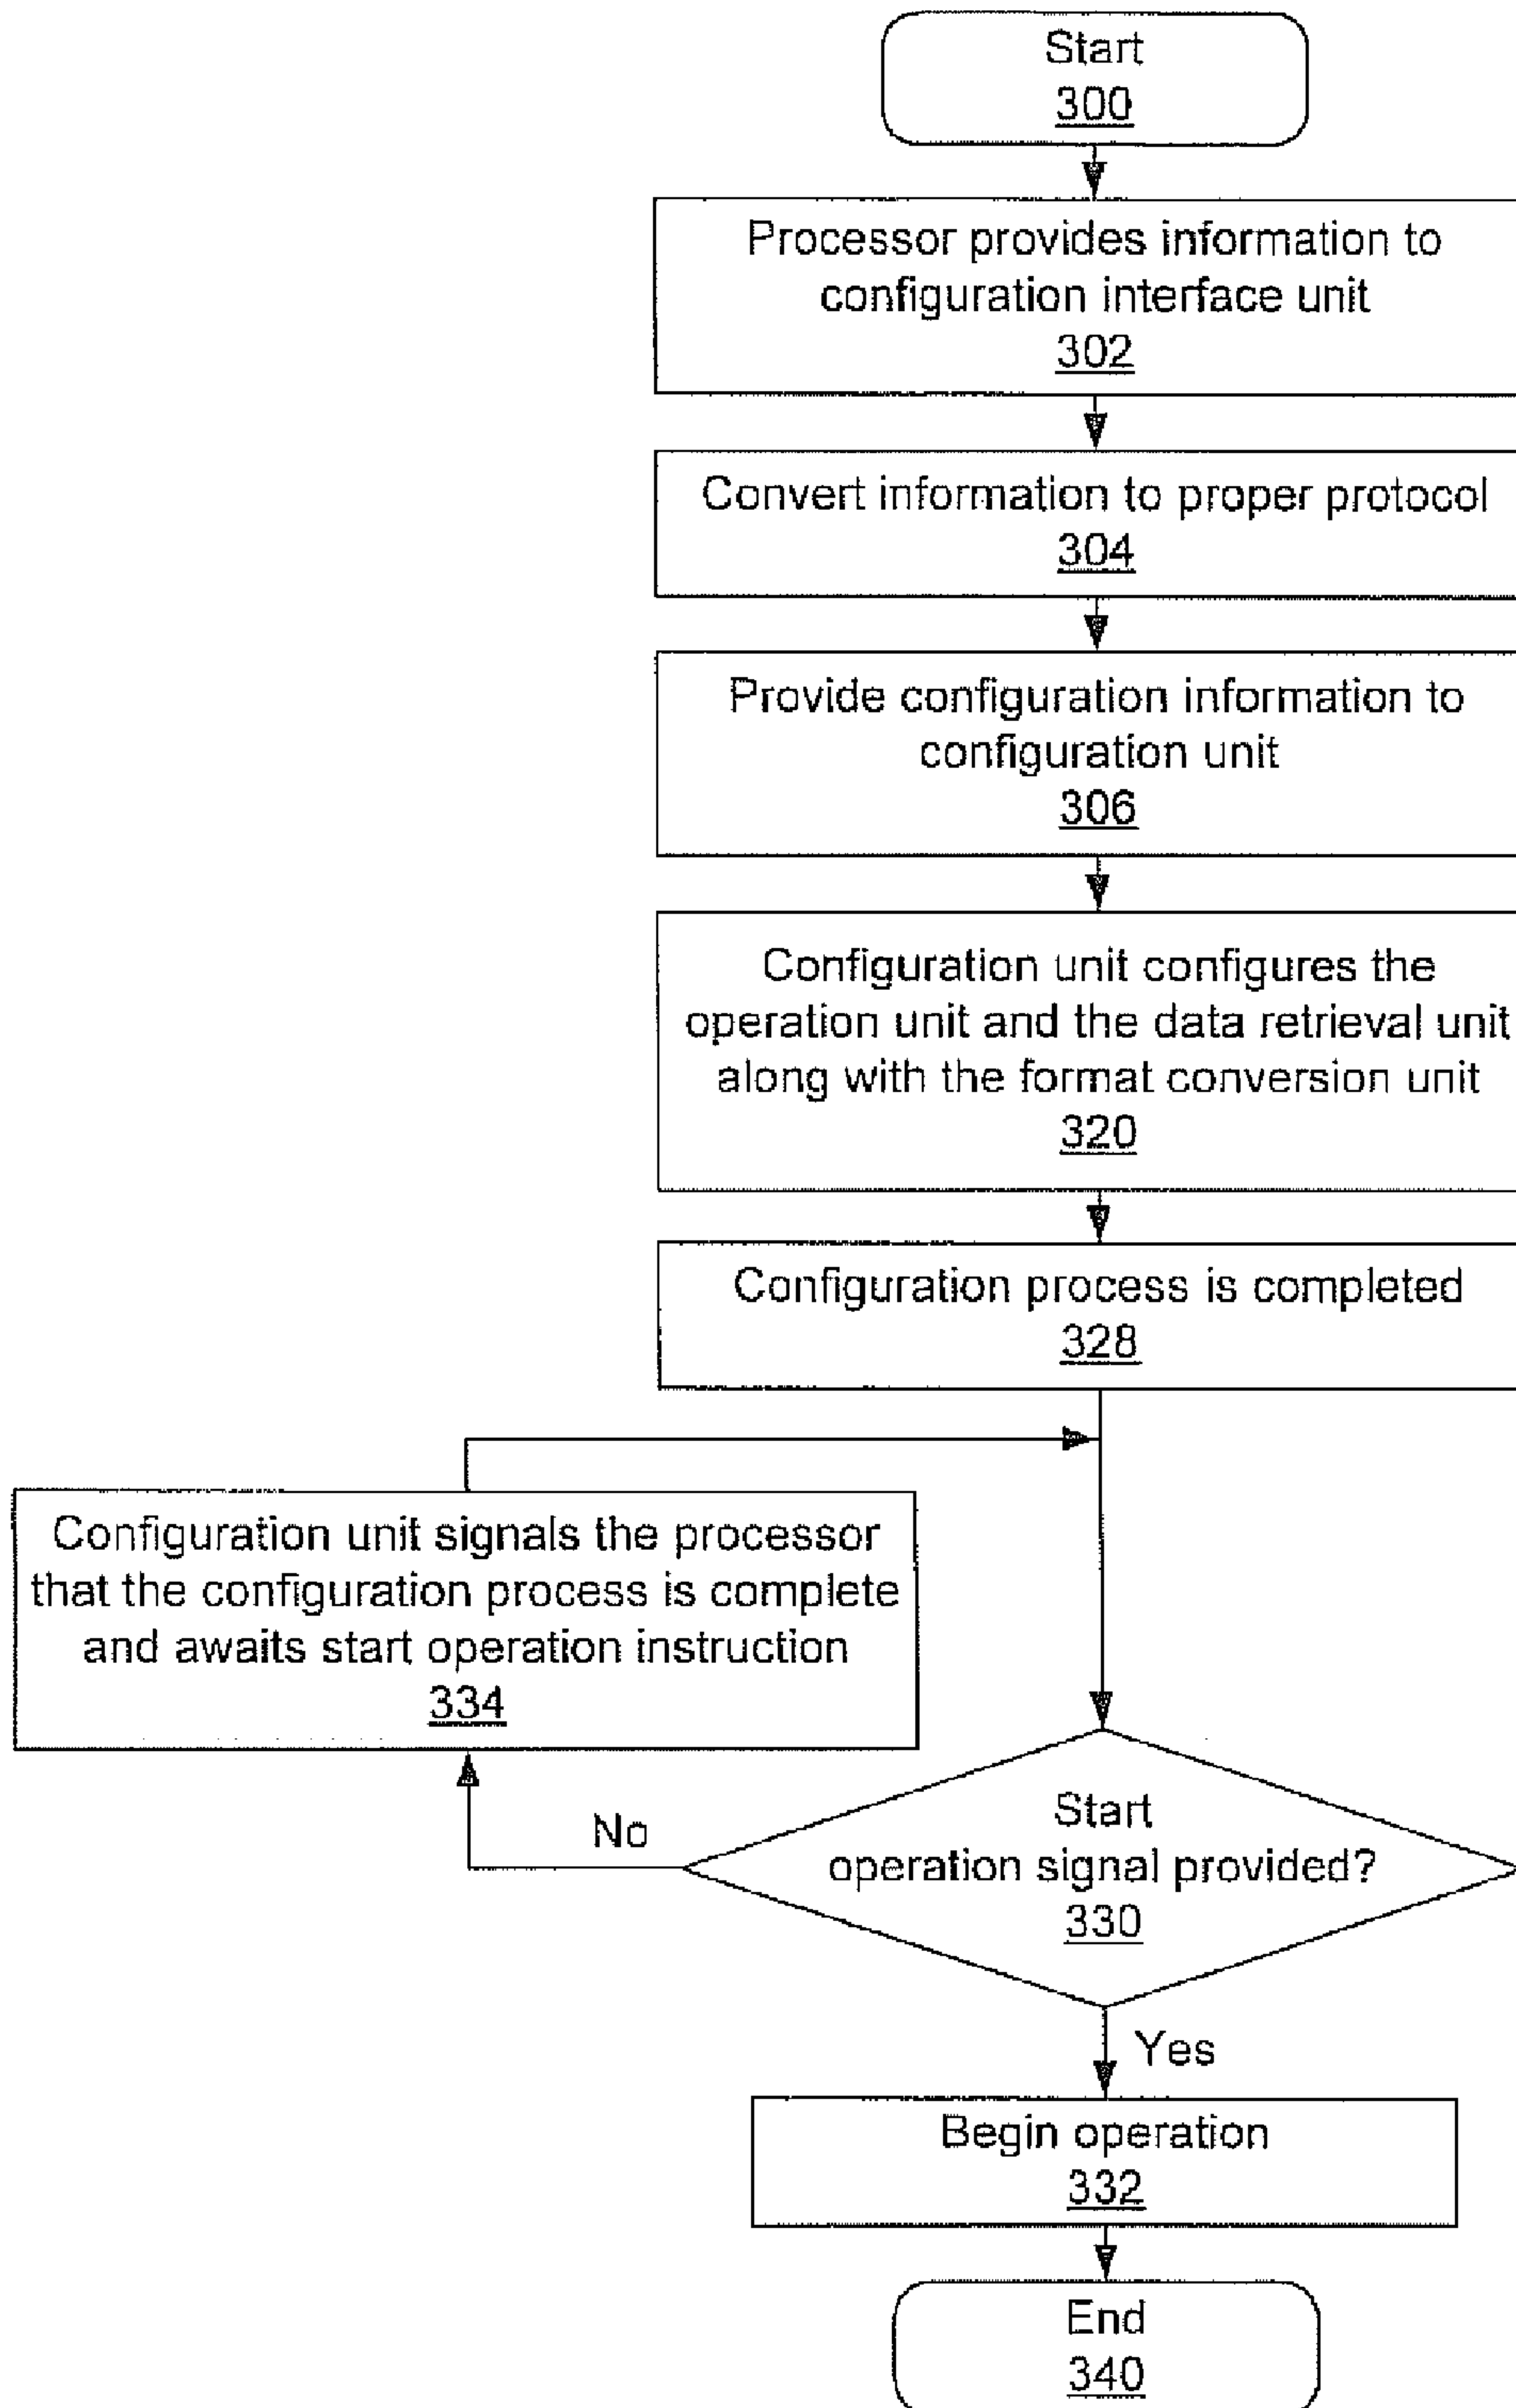 Start
300
Processor provides information to
configuration interface unit
302
Convert information to proper protocol
304
Provide configuration information to
configuration unit
306
Configuration unit configures the
operation unit and the data retrieval unit
along with the format conversion unit
320
Configuration process is completed
328
Configuration unit signals the processor
that the configuration process is complete
and awaits start operation instruction
334
No
Start
operation signal provided?
330
Yes
Begin operation
332
End
340